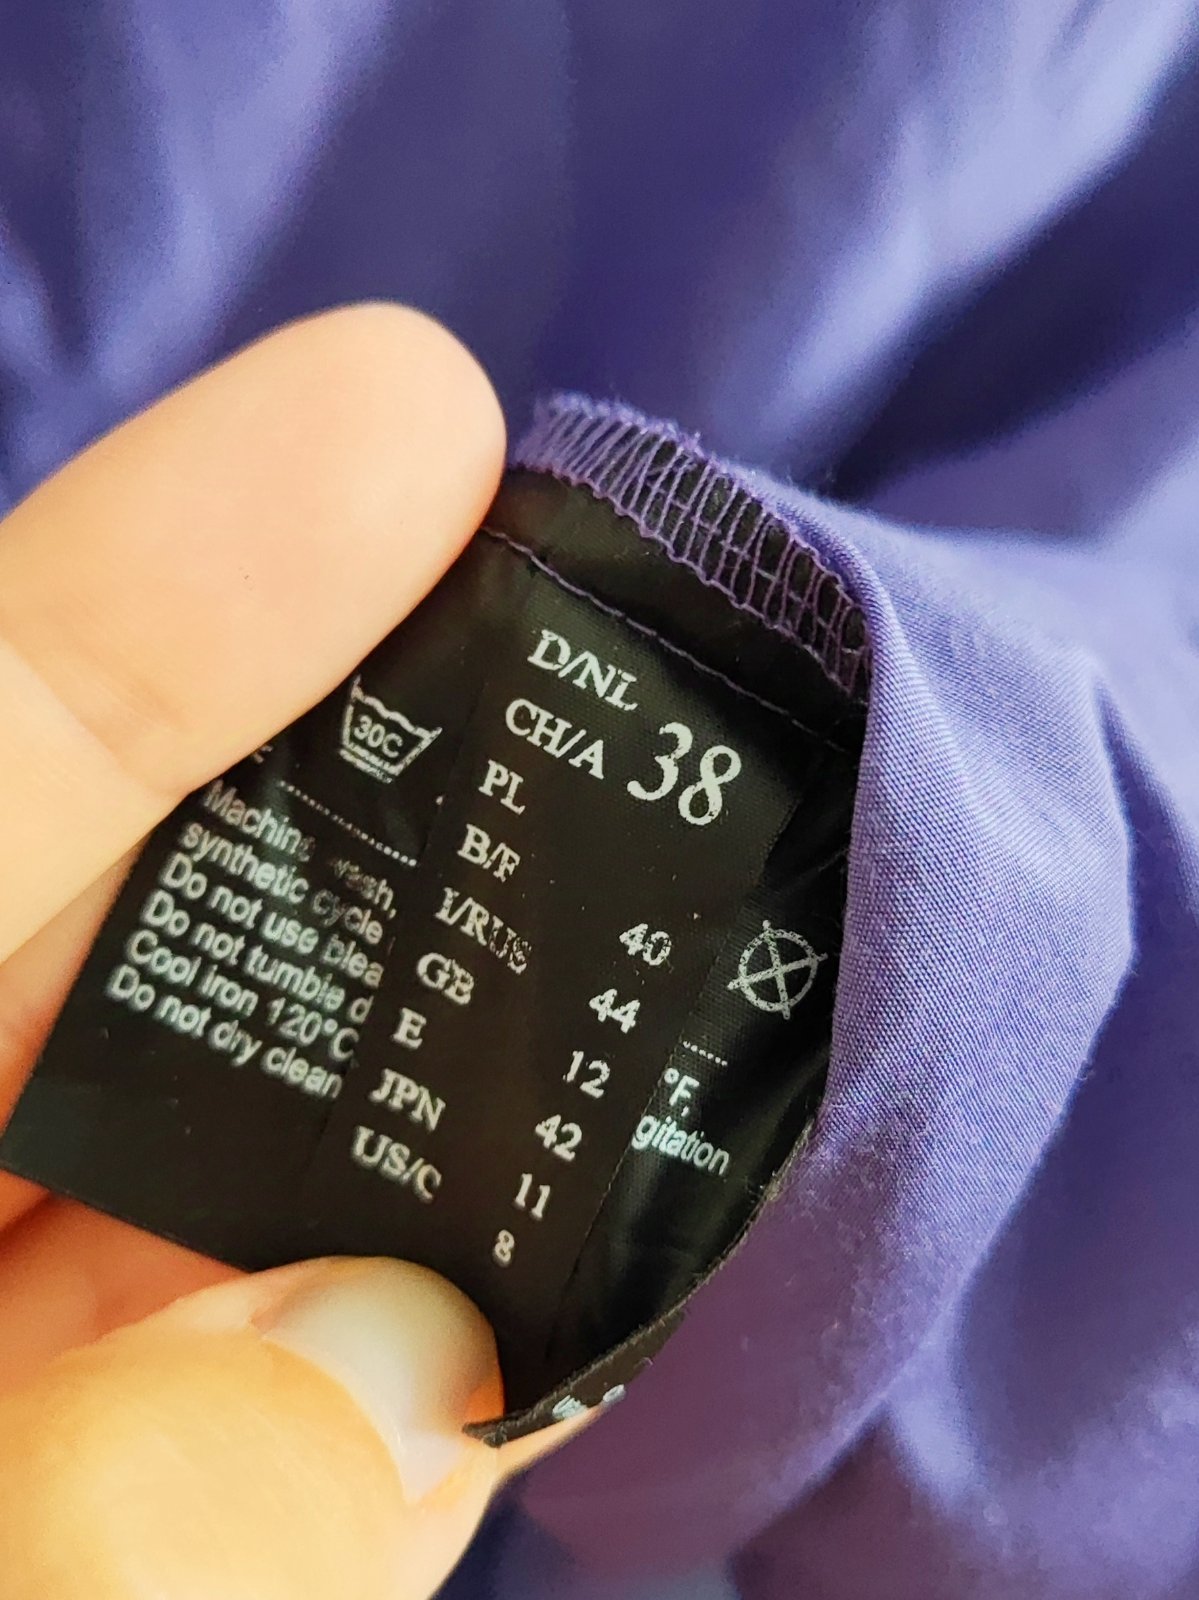 D/NL
CH/A 38
PL
B/F 40
I/RUS 44
GB 12
E 42
JPN 11
US/C 8
30C
Machine wash,
synthetic cycle
Do not use blea
Do not tumble d
Cool iron 120°C
Do not dry clean
°F,
gitation